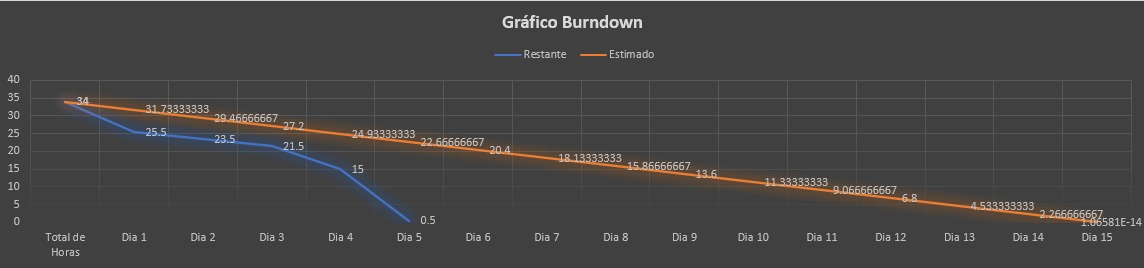 Gráfico Burndown
Restante Estimado
40
35
30
25
20
15
10
5
0
34
31.73333333
29.46666667
27.2
24.93333333
22.66666667
20.4
18.13333333
15.86666667
13.6
11.33333333
9.066666667
6.8
4.533333333
2.266666667
1.06581E-14
25.5
23.5
21.5
15
0.5
Total de Horas
Dia 1
Dia 2
Dia 3
Dia 4
Dia 5
Dia 6
Dia 7
Dia 8
Dia 9
Dia 10
Dia 11
Dia 12
Dia 13
Dia 14
Dia 15